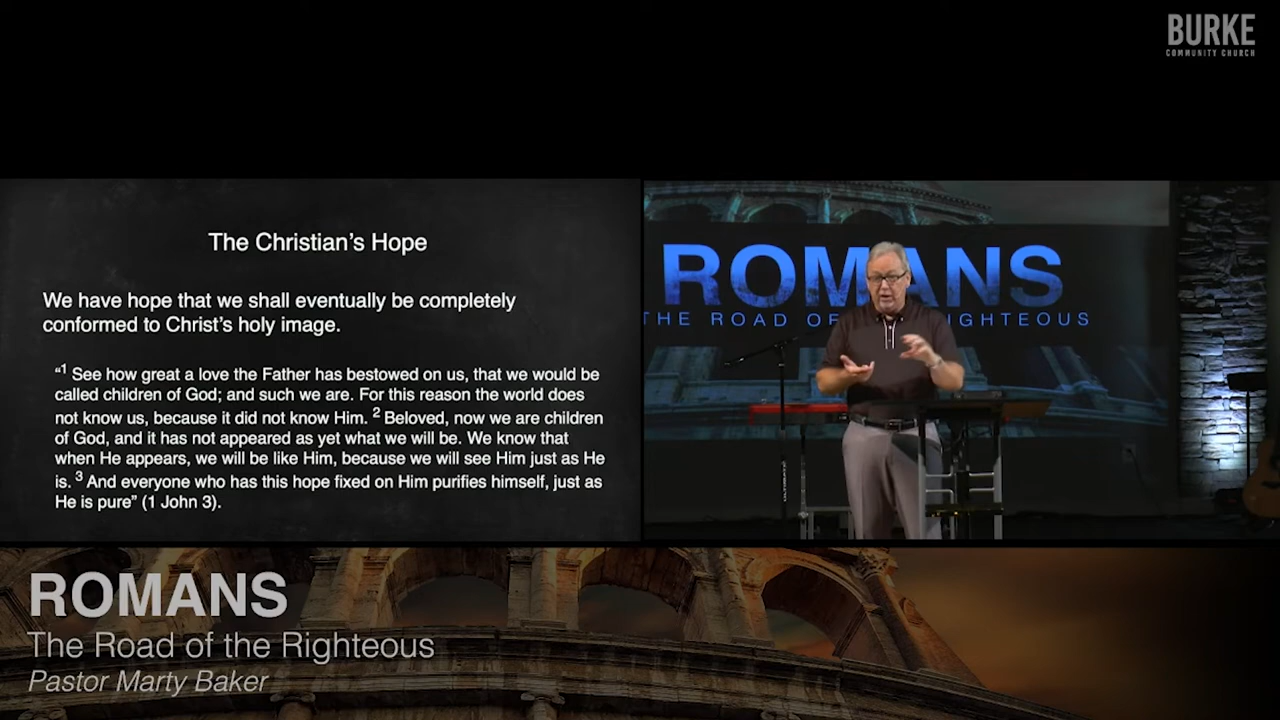 BURKE
COMMUNITY CHURCH
The Christian's Hope
We have hope that we shall eventually be completely
conformed to Christ's holy image.
"1 See how great a love the Father has bestowed on us, that we would be
called children of God; and such we are. For this reason the world does
not know us, because it did not know Him. 2 Beloved, now we are children
of God, and it has not appeared as yet what we will be. We know that
when He appears, we will be like Him, because we will see Him just as He
is. 3 And everyone who has this hope fixed on Him purifies himself, just as
He is pure" (1 John 3).
ROMANS
THE ROAD OF IGHTEOUS
ROMANS
The Road of the Righteous
Pastor Marty Baker